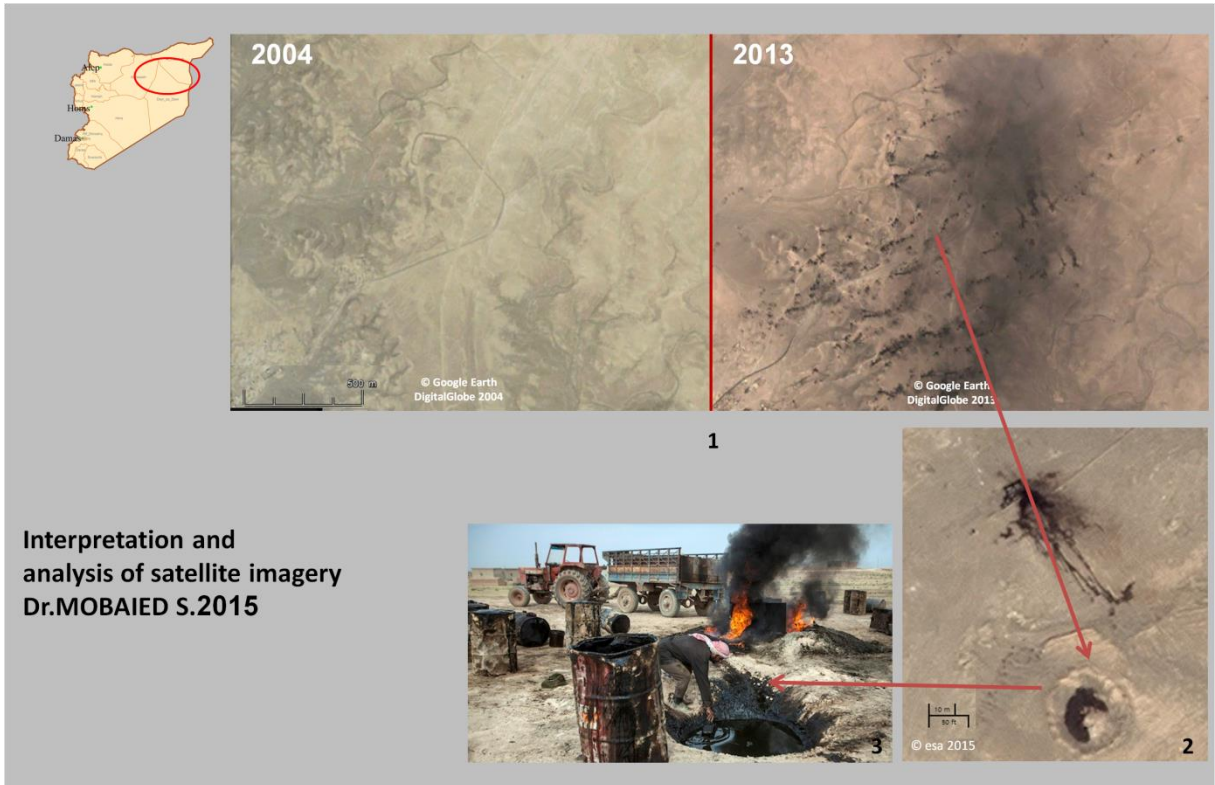 Alep
Homs
Damas
2004
2013
500 m
© Google Earth
DigitalGlobe 2004
© Google Earth
DigitalGlobe 2013
1
Interpretation and
analysis of satellite imagery
Dr.MOBAIED S.2015
3
10 m
50 ft
© esa 2015
2